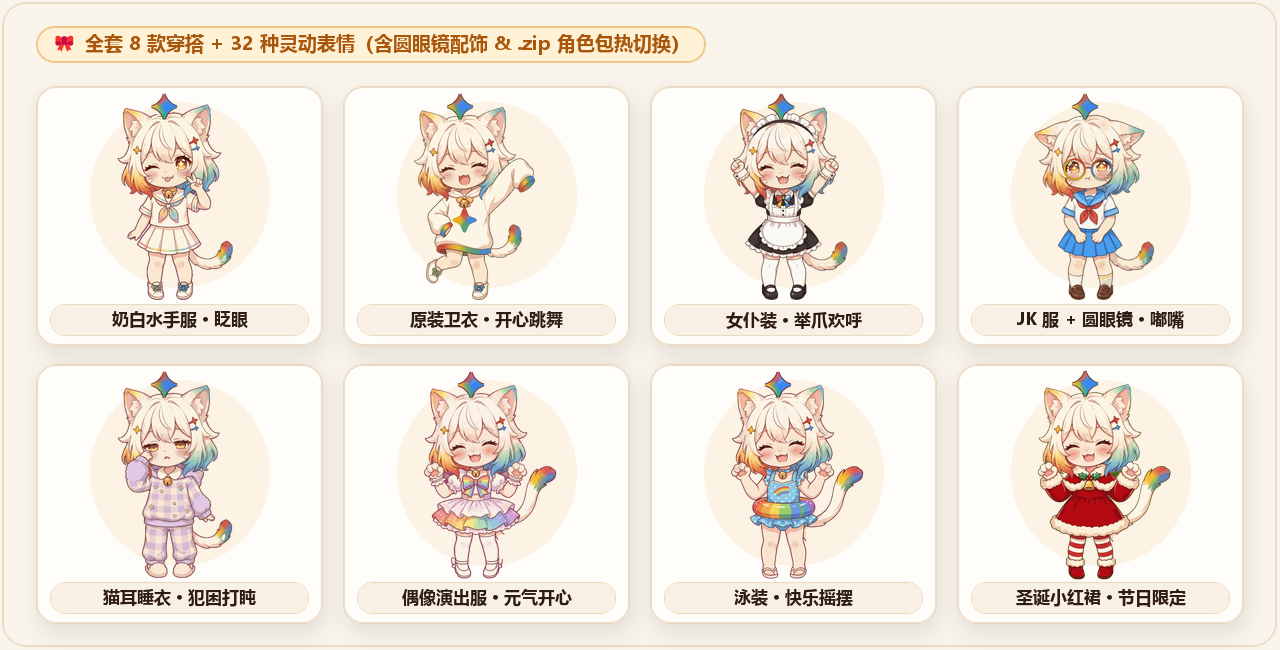 🎀 全套 8 款穿搭 + 32 种灵动表情（含圆眼镜配饰 & .zip 角色包热切换）
奶白水手服 • 眨眼
原装卫衣 • 开心跳舞
女仆装 • 举爪欢呼
JK 服 + 圆眼镜 • 嘟嘴
猫耳睡衣 • 犯困打盹
偶像演出服 • 元气开心
泳装 • 快乐摇摆
圣诞小红裙 • 节日限定